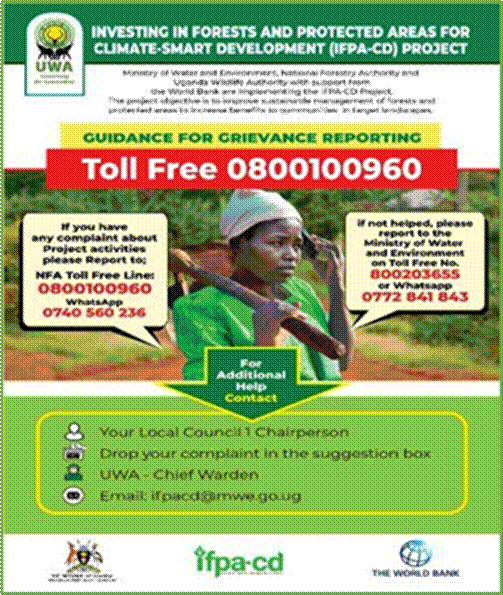 INVESTING IN FORESTS AND PROTECTED AREAS FOR
CLIMATE-SMART DEVELOPMENT (IFPA-CD) PROJECT
UWA
Ministry of Water and Environment, National Forestry Authority and
Uganda Wildlife Authority with support from
the World Bank are implementing the IFPA-CD Project.
The project objective is to improve sustainable management of forests and
protected areas to increase benefits to communities in target landscapes.
GUIDANCE FOR GRIEVANCE REPORTING
Toll Free 0800100960
If you have
any complaint about
Project activities
please Report to;
NFA Toll Free Line:
0800100960
WhatsApp
0740 560 236
if not helped, please
report to the
Ministry of Water
and Environment
on Toll Free No.
800203655
or Whatsapp
0772 841 843
For
Additional
Help
Contact
Your Local Council 1 Chairperson
Drop your complaint in the suggestion box
UWA - Chief Warden
Email: ifpacd@mwe.go.ug
ifpa-cd
THE WORLD BANK